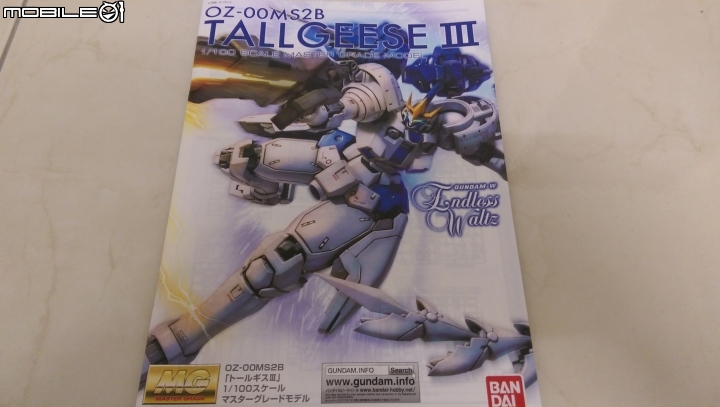 MOBILE01
OZ-00MS2B
TALLGEESE III
1/100 SCALE MASTER GRADE MODEL
GUNDAM-W
Endless
Waltz
MG
MASTER GRADE
OZ-00MS2B
「トールギスIII」
1/100スケール
マスターグレードモデル
GUNDAM.INFO
Search
www.gundam.info
BAN
DAI